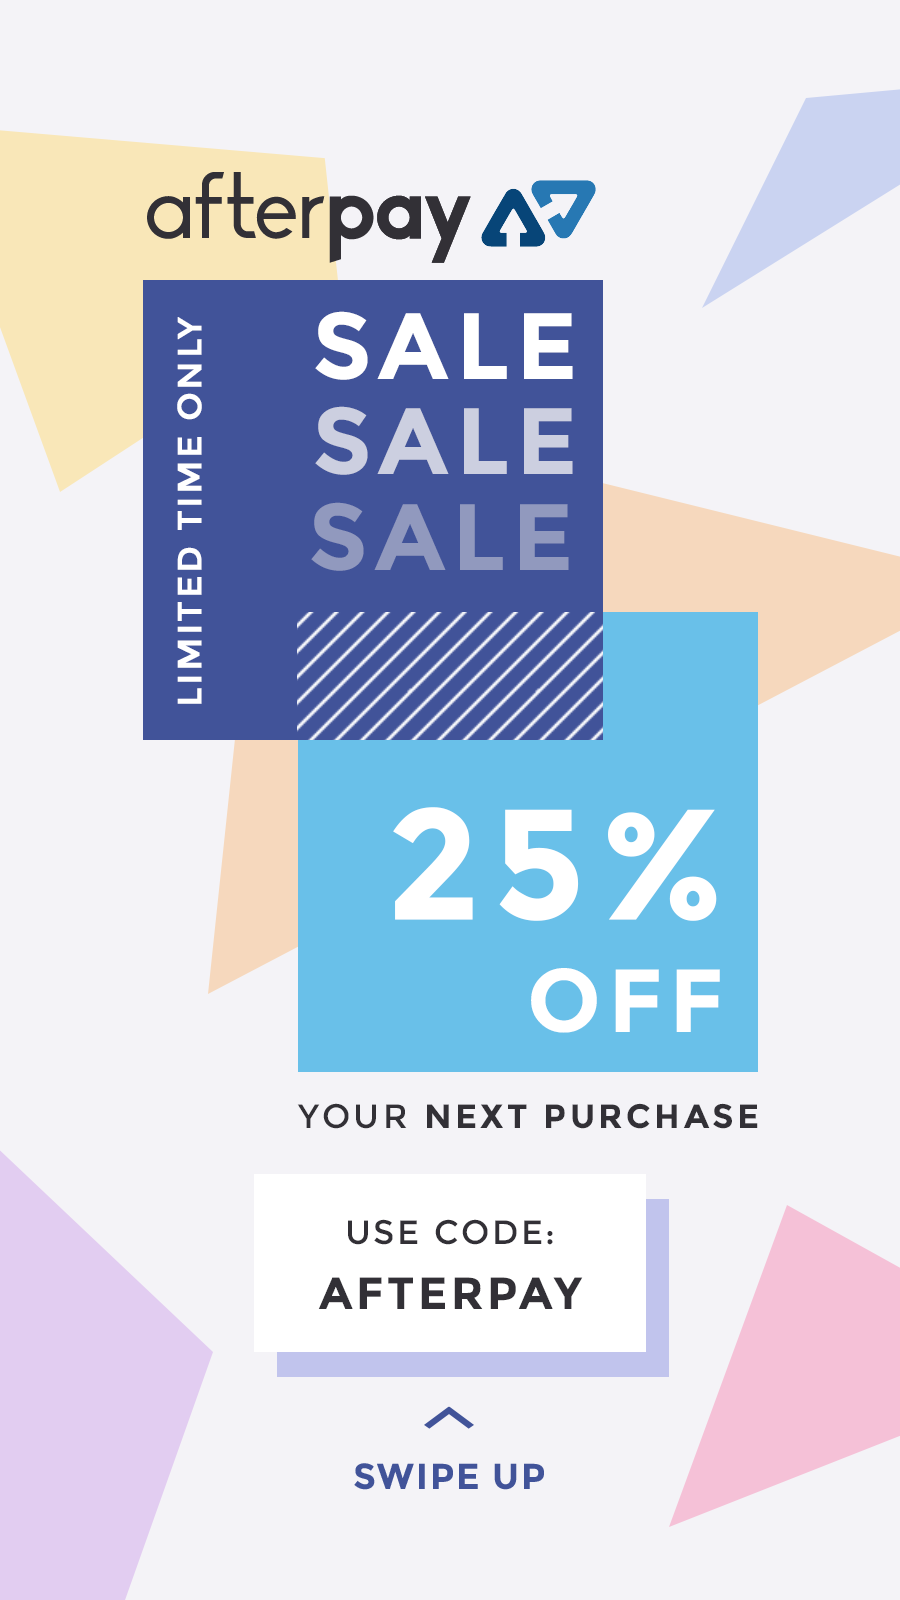 afterpay
LIMITED TIME ONLY
SALE
SALE
SALE
25%
OFF
YOUR NEXT PURCHASE
USE CODE:
AFTERPAY
SWIPE UP